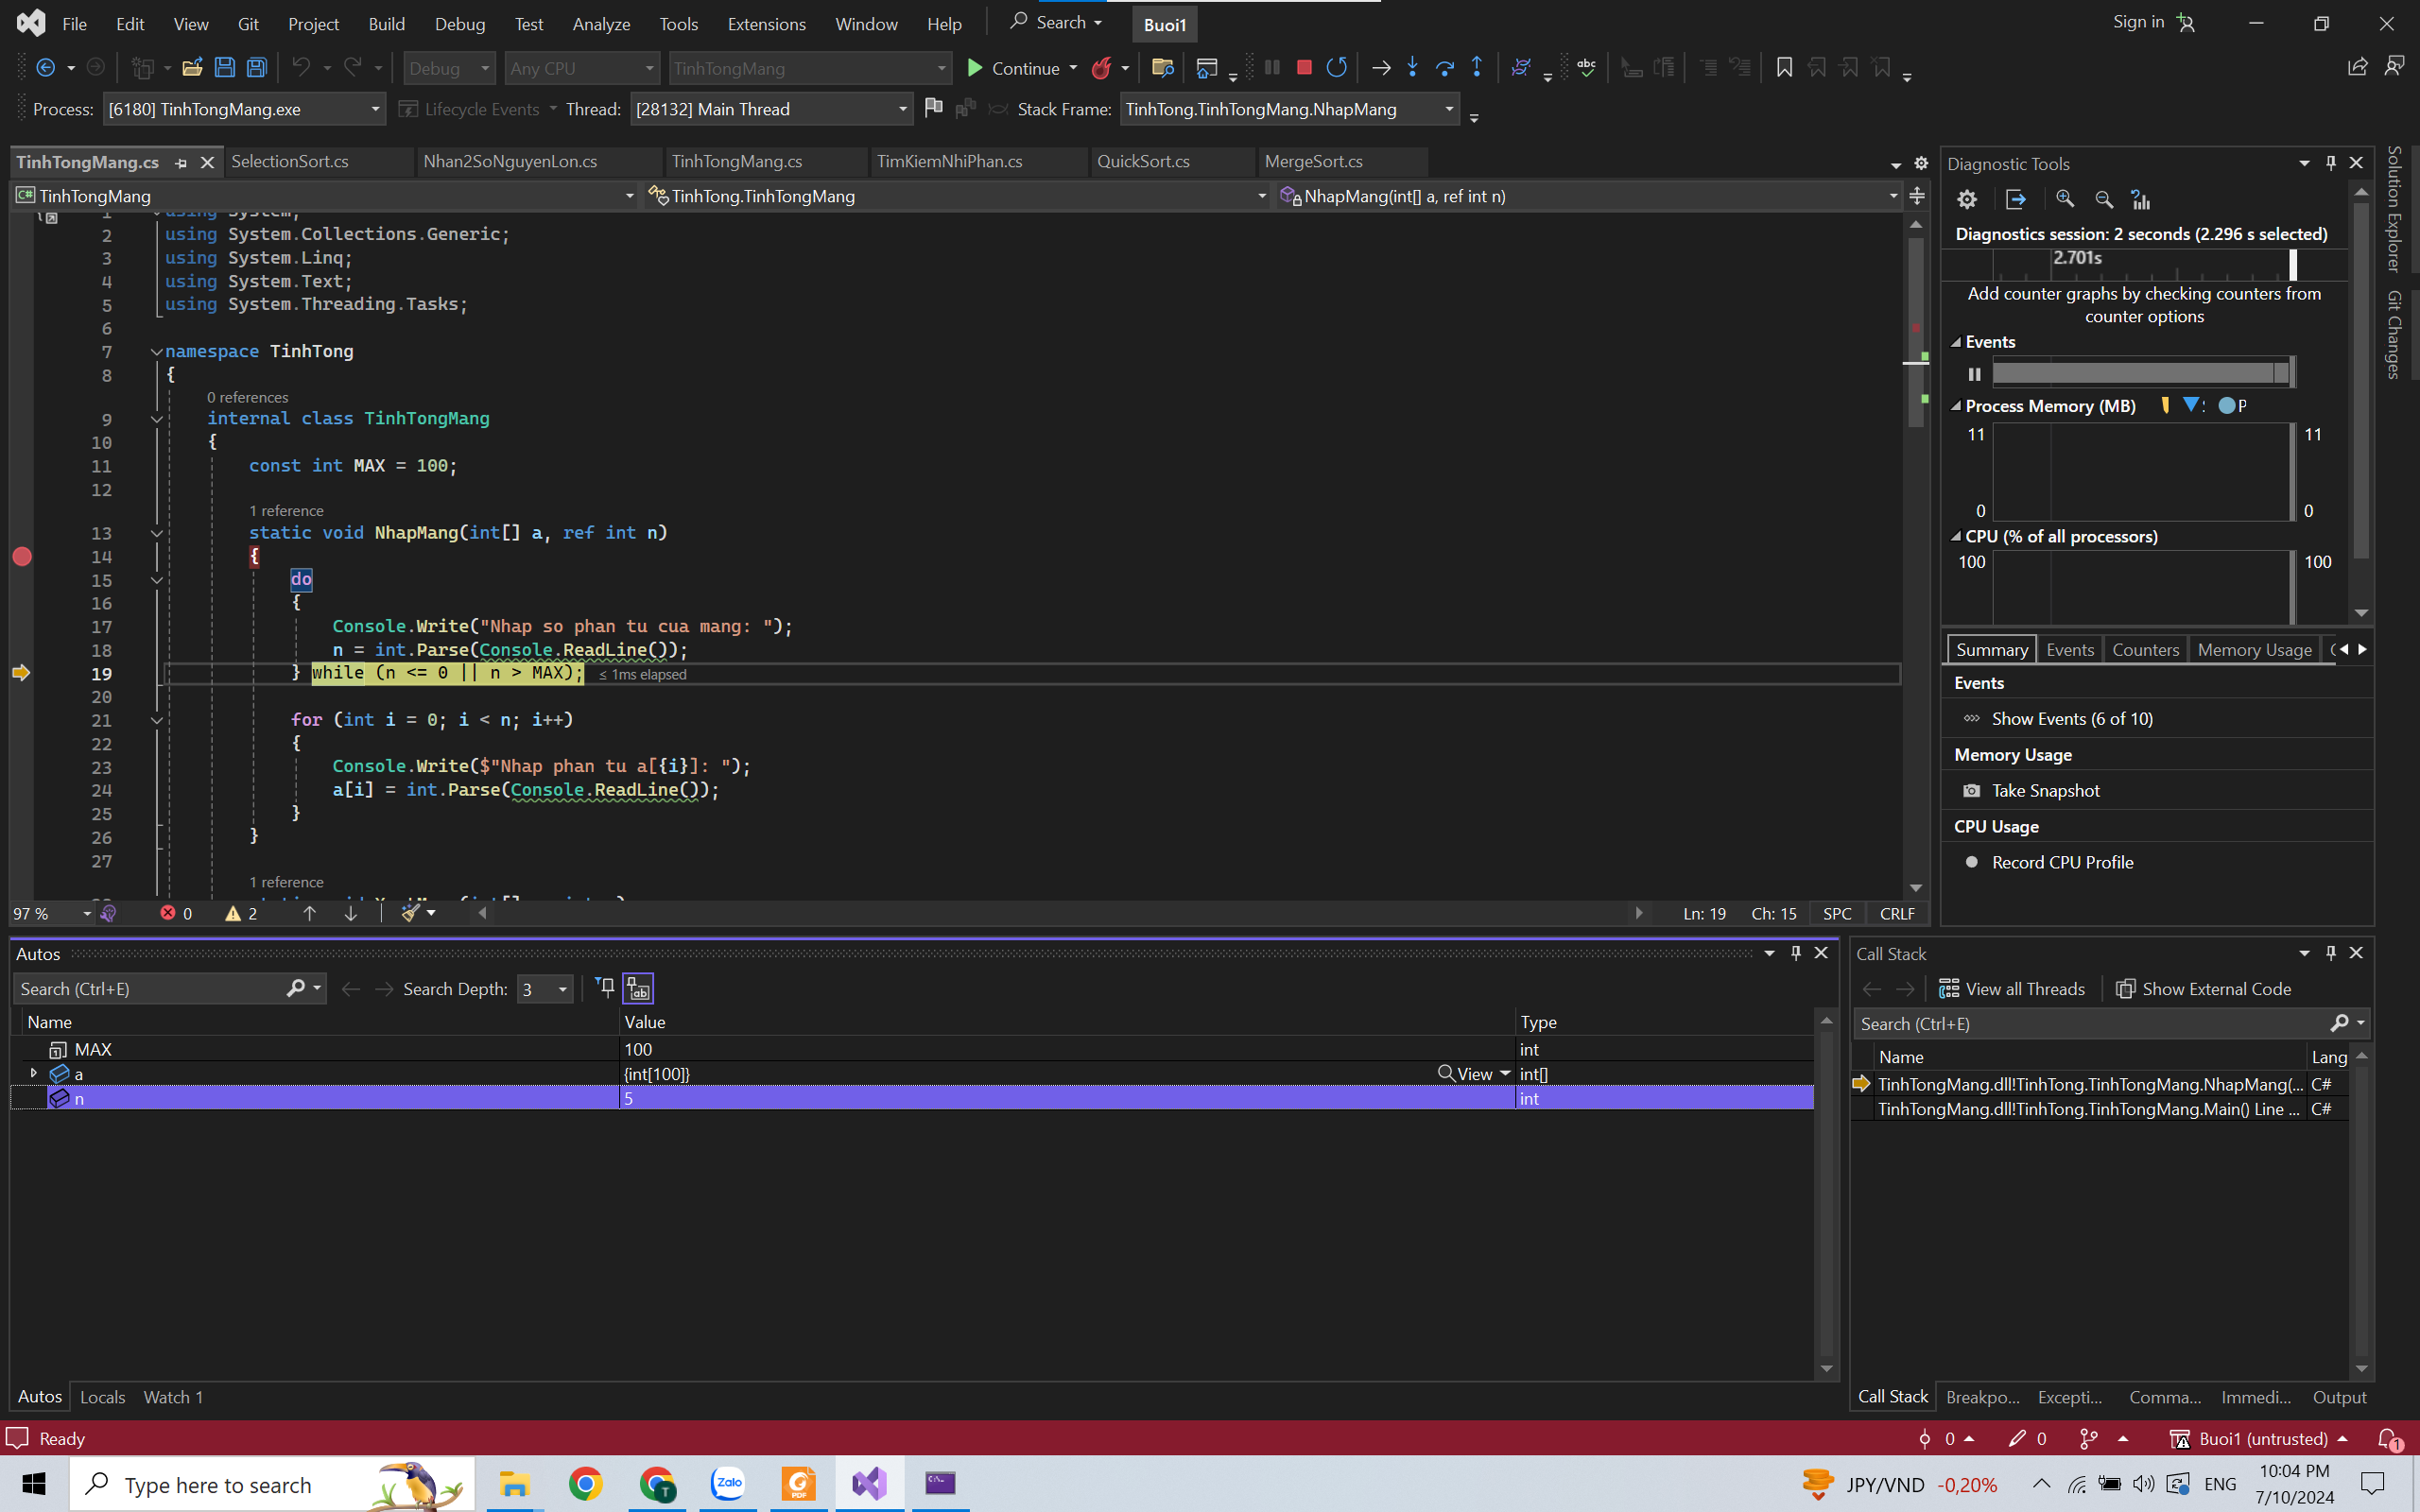 File Edit View Git Project Build Debug Test Analyze Tools Extensions Window Help Search Buoi1 Sign in
Debug Any CPU TinhTongMang Continue
Process: [6180] TinhTongMang.exe Lifecycle Events Thread: [28132] Main Thread Stack Frame: TinhTong.TinhTongMang.NhapMang
TinhTongMang.cs SelectionSort.cs Nhan2SoNguyenLon.cs TinhTongMang.cs TimKiemNhiPhan.cs QuickSort.cs MergeSort.cs
TinhTongMang TinhTong.TinhTongMang NhapMang(int[] a, ref int n)
1 using System;
2 using System.Collections.Generic;
3 using System.Linq;
4 using System.Text;
5 using System.Threading.Tasks;
6
7 namespace TinhTong
8 {
0 references
9 internal class TinhTongMang
10 {
11 const int MAX = 100;
12
1 reference
13 static void NhapMang(int[] a, ref int n)
14 {
15 do
16 {
17 Console.Write("Nhap so phan tu cua mang: ");
18 n = int.Parse(Console.ReadLine());
19 } while (n <= 0 || n > MAX); ≤ 1ms elapsed
20
21 for (int i = 0; i < n; i++)
22 {
23 Console.Write($"Nhap phan tu a[{i}]: ");
24 a[i] = int.Parse(Console.ReadLine());
25 }
26 }
27
1 reference
97 % 0 2 Ln: 19 Ch: 15 SPC CRLF
Diagnostic Tools
Diagnostics session: 2 seconds (2.296 s selected)
2.701s
Add counter graphs by checking counters from
counter options
Events
Process Memory (MB) P
11 11
0 0
CPU (% of all processors)
100 100
Summary Events Counters Memory Usage
Events
Show Events (6 of 10)
Memory Usage
Take Snapshot
CPU Usage
Record CPU Profile
Solution Explorer
Git Changes
Autos
Search (Ctrl+E) Search Depth: 3
Name Value Type
MAX 100 int
a {int[100]} View int[]
n 5 int
Autos Locals Watch 1
Call Stack
View all Threads Show External Code
Search (Ctrl+E)
Name Lang
TinhTongMang.dll!TinhTong.TinhTongMang.NhapMang(... C#
TinhTongMang.dll!TinhTong.TinhTongMang.Main() Line ... C#
Call Stack Breakpo... Excepti... Comma... Immedi... Output
Ready 0 0 Buoi1 (untrusted) 1
Type here to search Zalo T PDF JPY/VND -0,20% ENG 10:04 PM
7/10/2024